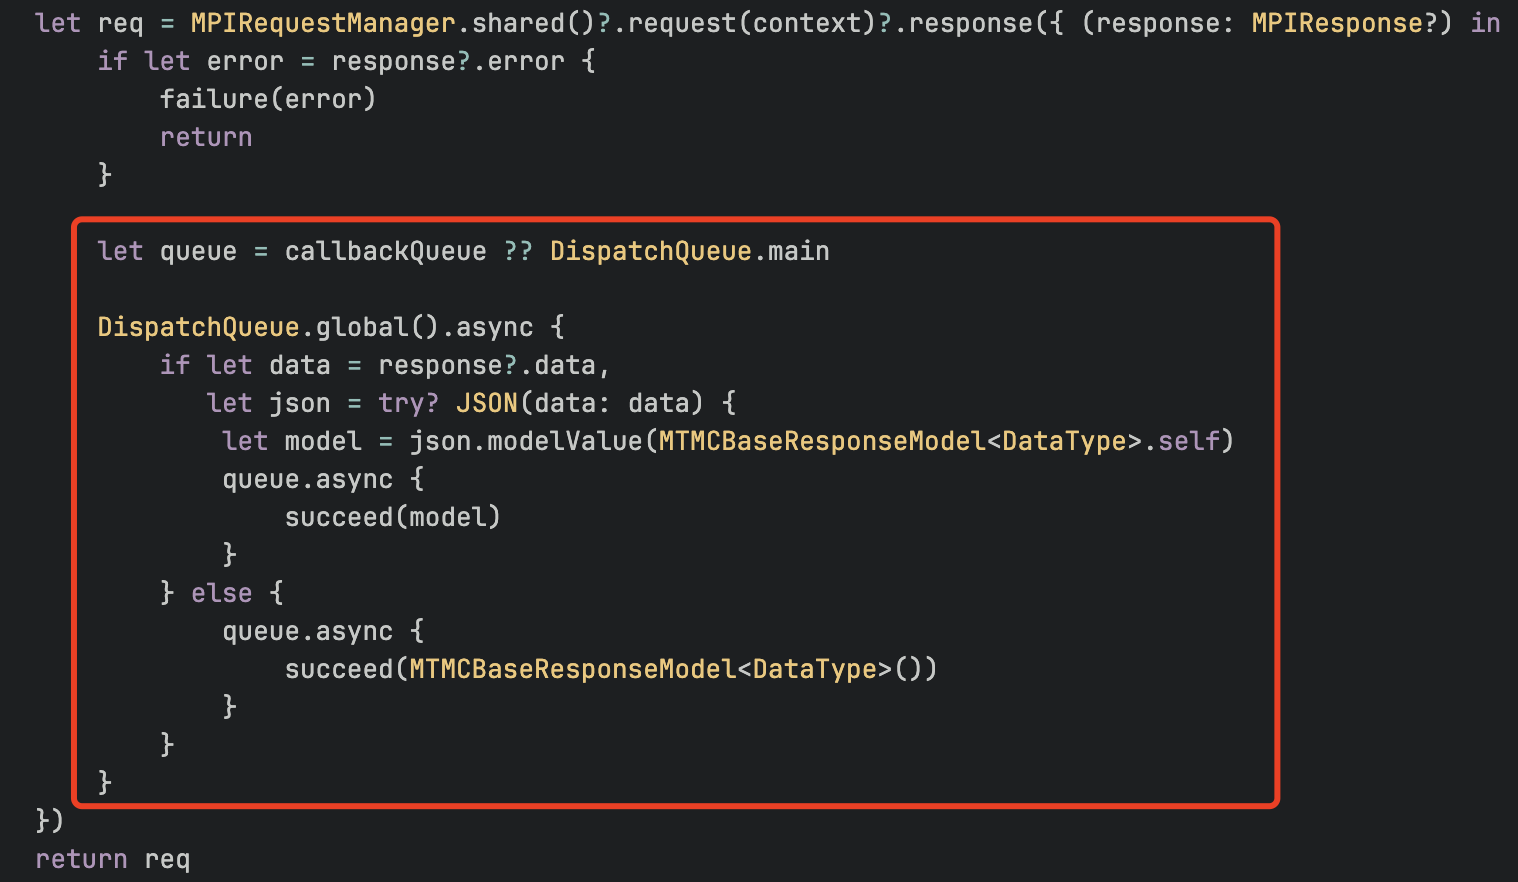 let req = MPIRequestManager.shared()?.request(context)?.response({ (response: MPIResponse?) in
    if let error = response?.error {
        failure(error)
        return
    }

    let queue = callbackQueue ?? DispatchQueue.main

    DispatchQueue.global().async {
        if let data = response?.data,
           let json = try? JSON(data: data) {
            let model = json.modelValue(MTMCBaseResponseModel<DataType>.self)
            queue.async {
                succeed(model)
            }
        } else {
            queue.async {
                succeed(MTMCBaseResponseModel<DataType>())
            }
        }
    }
})
return req